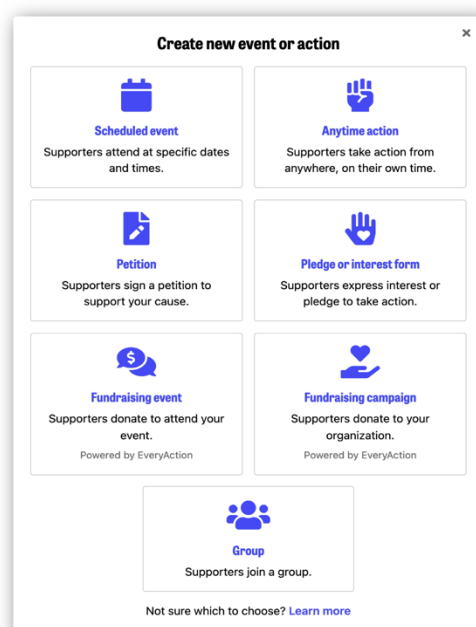 ×
Create new event or action
Scheduled event
Supporters attend at specific dates
and times.
Anytime action
Supporters take action from
anywhere, on their own time.
Petition
Supporters sign a petition to
support your cause.
Pledge or interest form
Supporters express interest or
pledge to take action.
$
Fundraising event
Supporters donate to attend your
event.
Powered by EveryAction
Fundraising campaign
Supporters donate to your
organization.
Powered by EveryAction
Group
Supporters join a group.
Not sure which to choose? Learn more